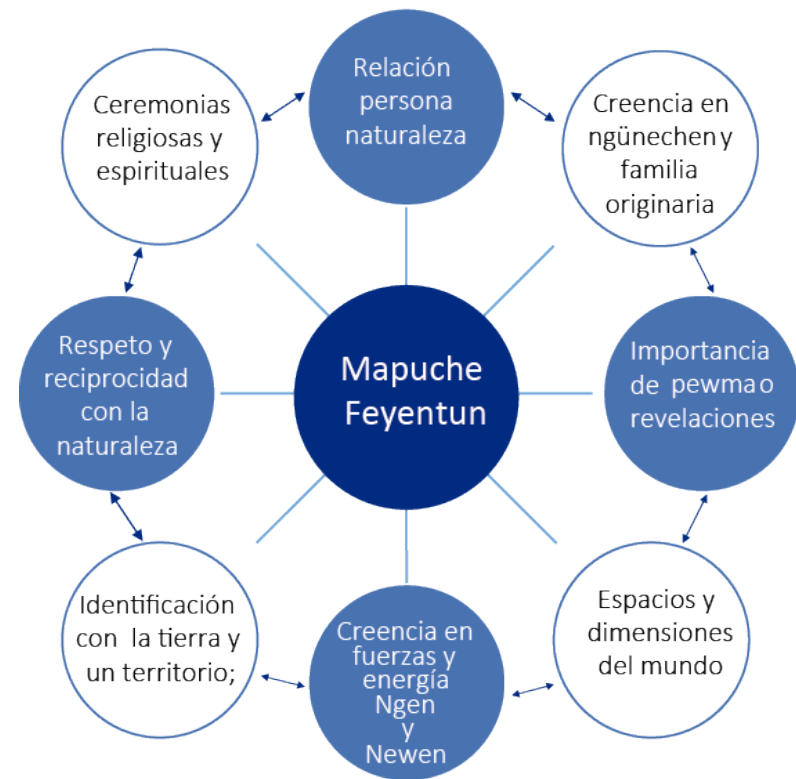 Relación
persona
naturaleza
Creencia en
ngünechen y
familia
originaria
Importancia
de pewma o
revelaciones
Espacios y
dimensiones
del mundo
Creencia en
fuerzas y
energía
Ngen
y
Newen
Identificación
con la tierra y
un territorio;
Respeto y
reciprocidad
con la
naturaleza
Ceremonias
religiosas y
espirituales
Mapuche
Feyentun